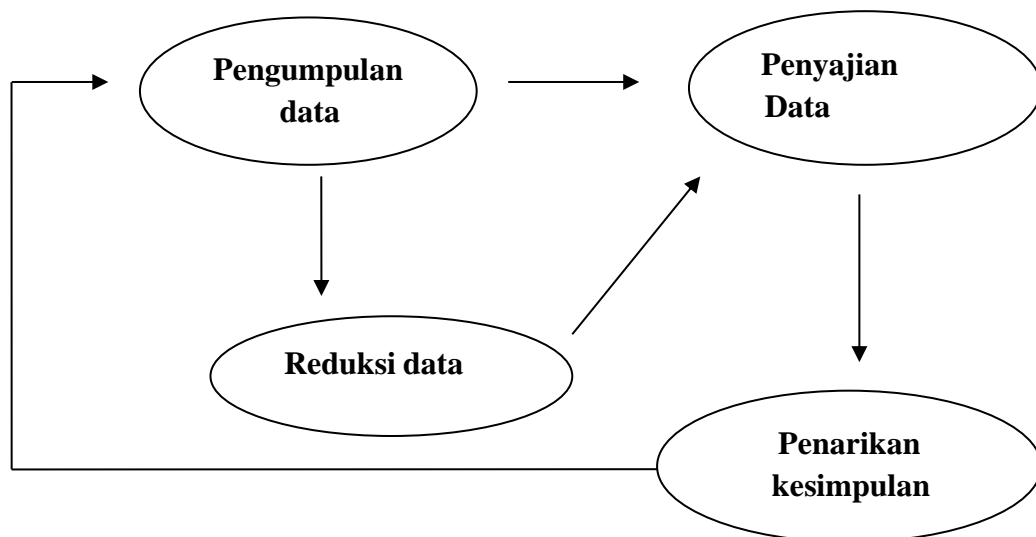 Pengumpulan
data
Penyajian
Data
Reduksi data
Penarikan
kesimpulan